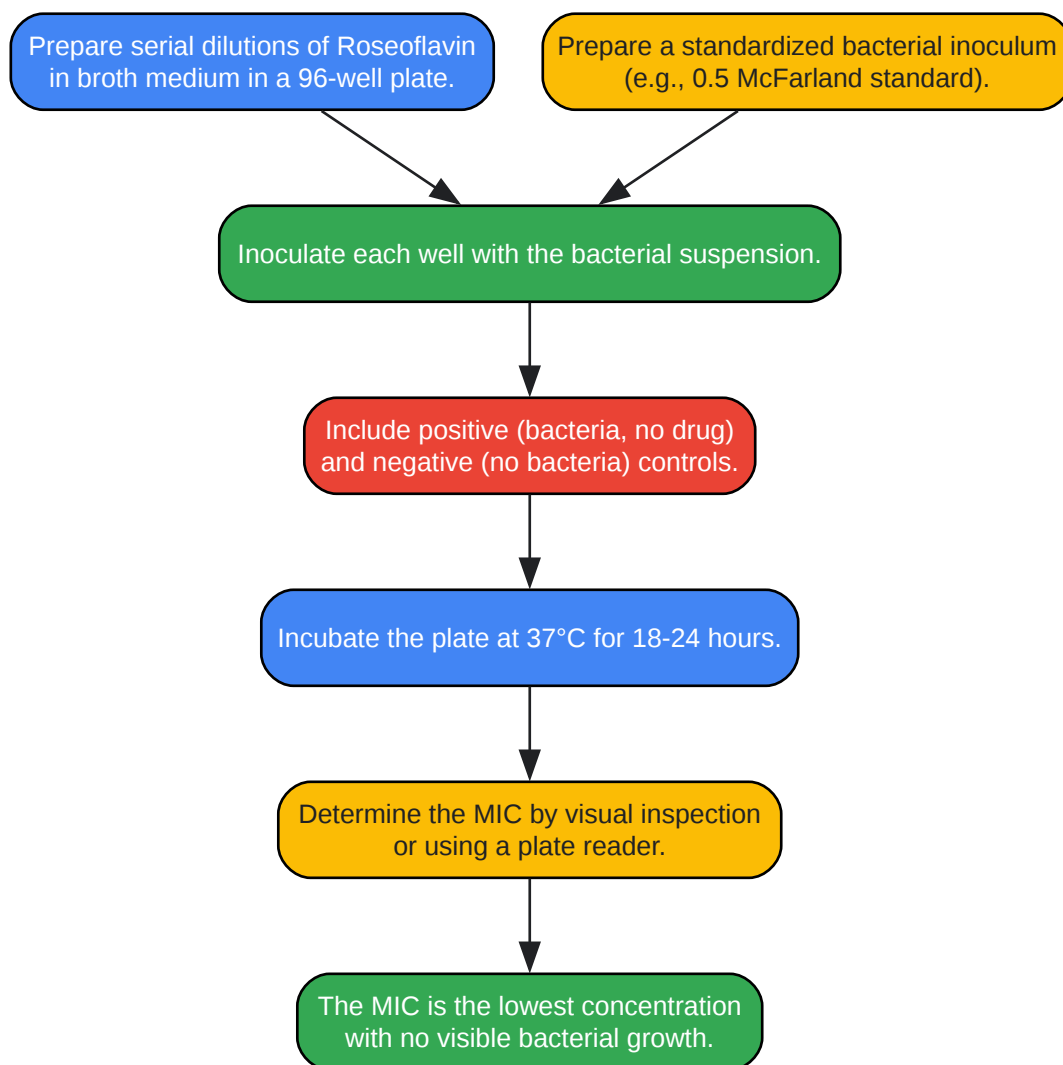 Prepare serial dilutions of Roseoflavin
in broth medium in a 96-well plate.
Prepare a standardized bacterial inoculum
(e.g., 0.5 McFarland standard).
Inoculate each well with the bacterial suspension.
Include positive (bacteria, no drug)
and negative (no bacteria) controls.
Incubate the plate at 37°C for 18-24 hours.
Determine the MIC by visual inspection
or using a plate reader.
The MIC is the lowest concentration
with no visible bacterial growth.